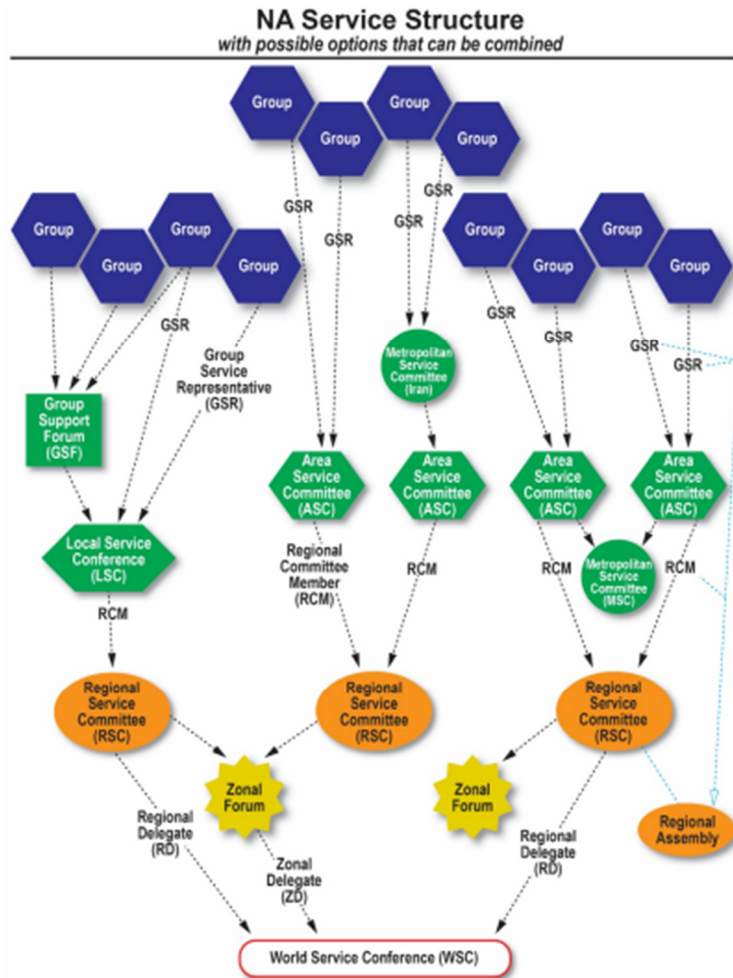 NA Service Structure
with possible options that can be combined
Group
Group
Group
Group
Group
Group
Group
Group
Group
Group
Group
Group
GSR
GSR
GSR
GSR
GSR
Group
Service
Representative
(GSR)
GSR
GSR
GSR
GSR
Metropolitan
Service
Committee
(Iran)
Group
Support
Forum
(GSF)
Area
Service
Committee
(ASC)
Area
Service
Committee
(ASC)
Area
Service
Committee
(ASC)
Area
Service
Committee
(ASC)
Local Service
Conference
(LSC)
Regional
Committee
Member
(RCM)
RCM
RCM
Metropolitan
Service
Committee
(MSC)
RCM
RCM
Regional
Service
Committee
(RSC)
Regional
Service
Committee
(RSC)
Regional
Service
Committee
(RSC)
Zonal
Forum
Zonal
Forum
Regional
Assembly
Regional
Delegate
(RD)
Zonal
Delegate
(ZD)
Regional
Delegate
(RD)
World Service Conference (WSC)